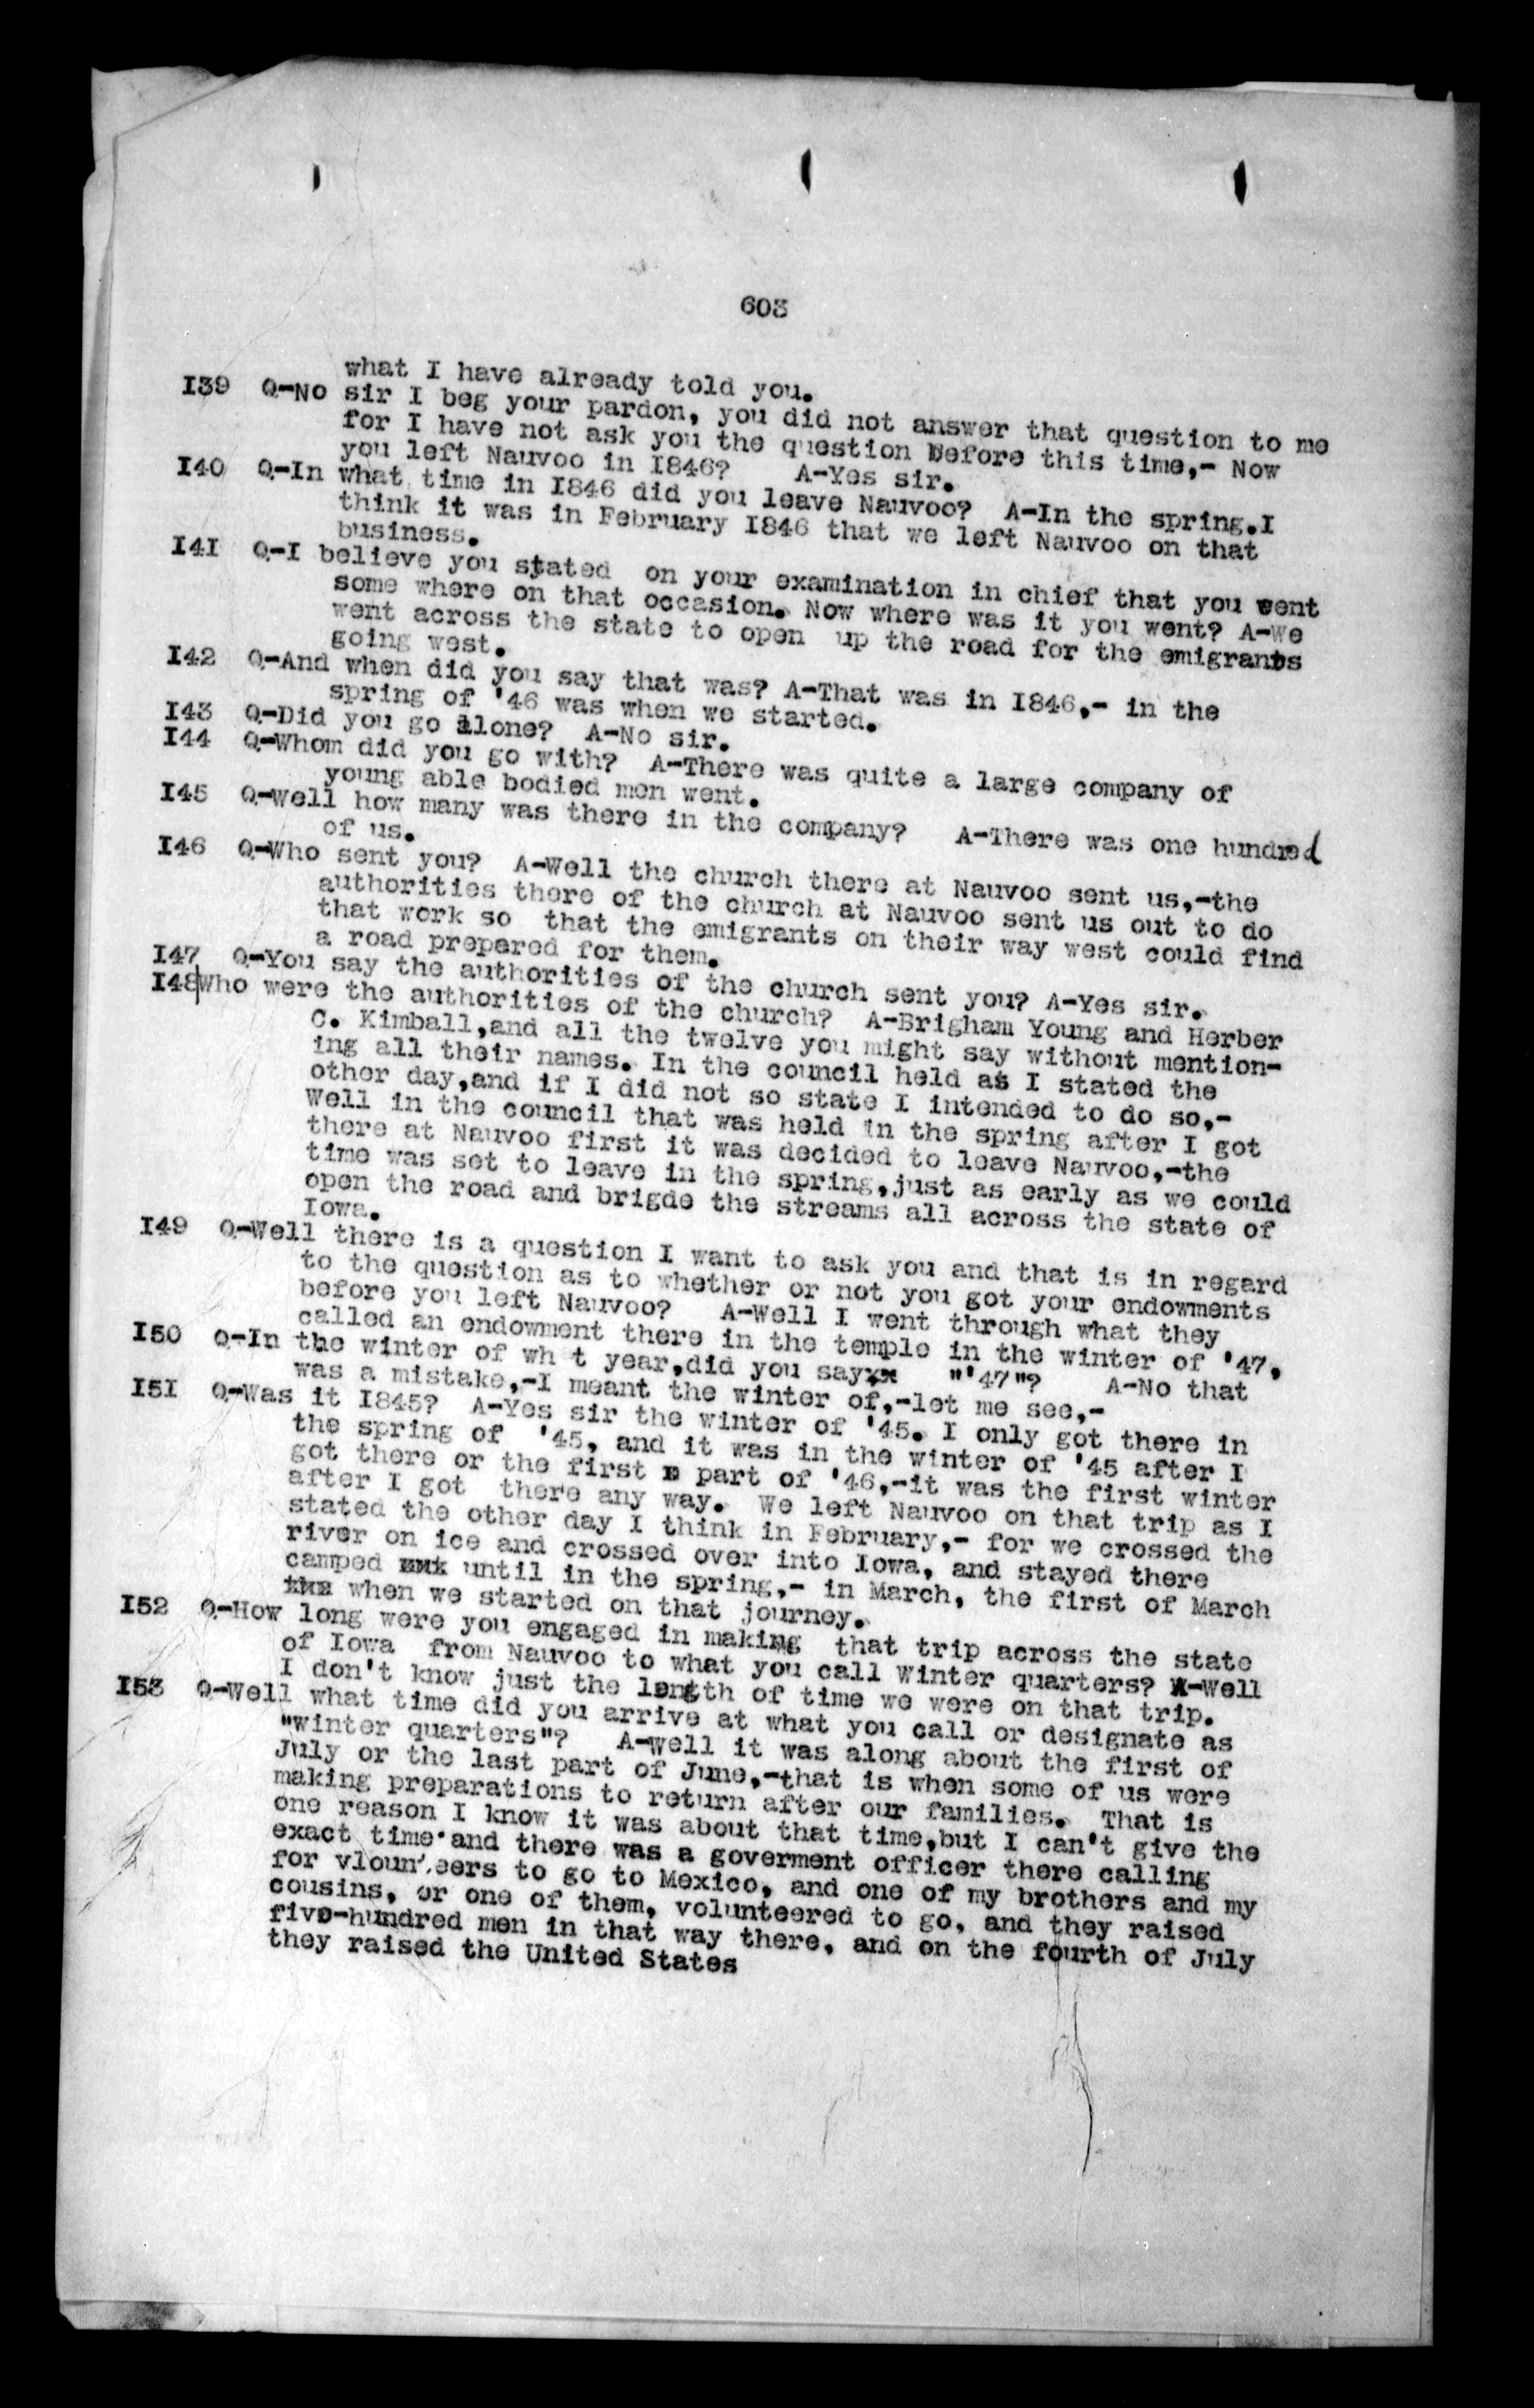 603
what I have already told you.
I39 Q-No sir I beg your pardon, you did not answer that question to me
for I have not ask you the question before this time,- Now
you left Nauvoo in I846? A-Yes sir.
I40 Q-In what time in I846 did you leave Nauvoo? A-In the spring.I
think it was in February I846 that we left Nauvoo on that
business.
I41 Q-I believe you stated on your examination in chief that you went
some where on that occasion. Now where was it you went? A-We
went across the state to open up the road for the emigrants
going west.
I42 Q-And when did you say that was? A-That was in I846,- in the
spring of '46 was when we started.
I43 Q-Did you go alone? A-No sir.
I44 Q-Whom did you go with? A-There was quite a large company of
young able bodied men went.
I45 Q-Well how many was there in the company? A-There was one hundred
of us.
I46 Q-Who sent you? A-Well the church there at Nauvoo sent us,-the
authorities there of the church at Nauvoo sent us out to do
that work so that the emigrants on their way west could find
a road prepared for them.
I47 Q-You say the authorities of the church sent you? A-Yes sir.
I48 Who were the authorities of the church? A-Brigham Young and Herber
C. Kimball,and all the twelve you might say without mention-
ing all their names. In the council held as I stated the
other day,and if I did not so state I intended to do so,-
Well in the council that was held in the spring after I got
there at Nauvoo first it was decided to leave Nauvoo,-the
time was set to leave in the spring,just as early as we could
open the road and brigde the streams all across the state of
Iowa.
I49 Q-Well there is a question I want to ask you and that is in regard
to the question as to whether or not you got your endowments
before you left Nauvoo? A-Well I went through what they
called an endowment there in the temple in the winter of '47,
I50 Q-In the winter of wh t year,did you sayxx "'47"? A-No that
was a mistake,-I meant the winter of,-let me see,-
I51 Q-Was it I845? A-Yes sir the winter of '45. I only got there in
the spring of '45, and it was in the winter of '45 after I
got there or the first part of '46,-it was the first winter
after I got there any way. We left Nauvoo on that trip as I
stated the other day I think in February,- for we crossed the
river on ice and crossed over into Iowa, and stayed there
camped until in the spring,- in March, the first of March
when we started on that journey.
I52 Q-How long were you engaged in making that trip across the state
of Iowa from Nauvoo to what you call Winter quarters? A-Well
I don't know just the length of time we were on that trip.
I53 Q-Well what time did you arrive at what you call or designate as
"winter quarters"? A-Well it was along about the first of
July or the last part of June,-that is when some of us were
making preparations to return after our families. That is
one reason I know it was about that time,but I can't give the
exact time and there was a goverment officer there calling
for vlounteers to go to Mexico, and one of my brothers and my
cousins, or one of them, volunteered to go, and they raised
five-hundred men in that way there, and on the fourth of July
they raised the United States